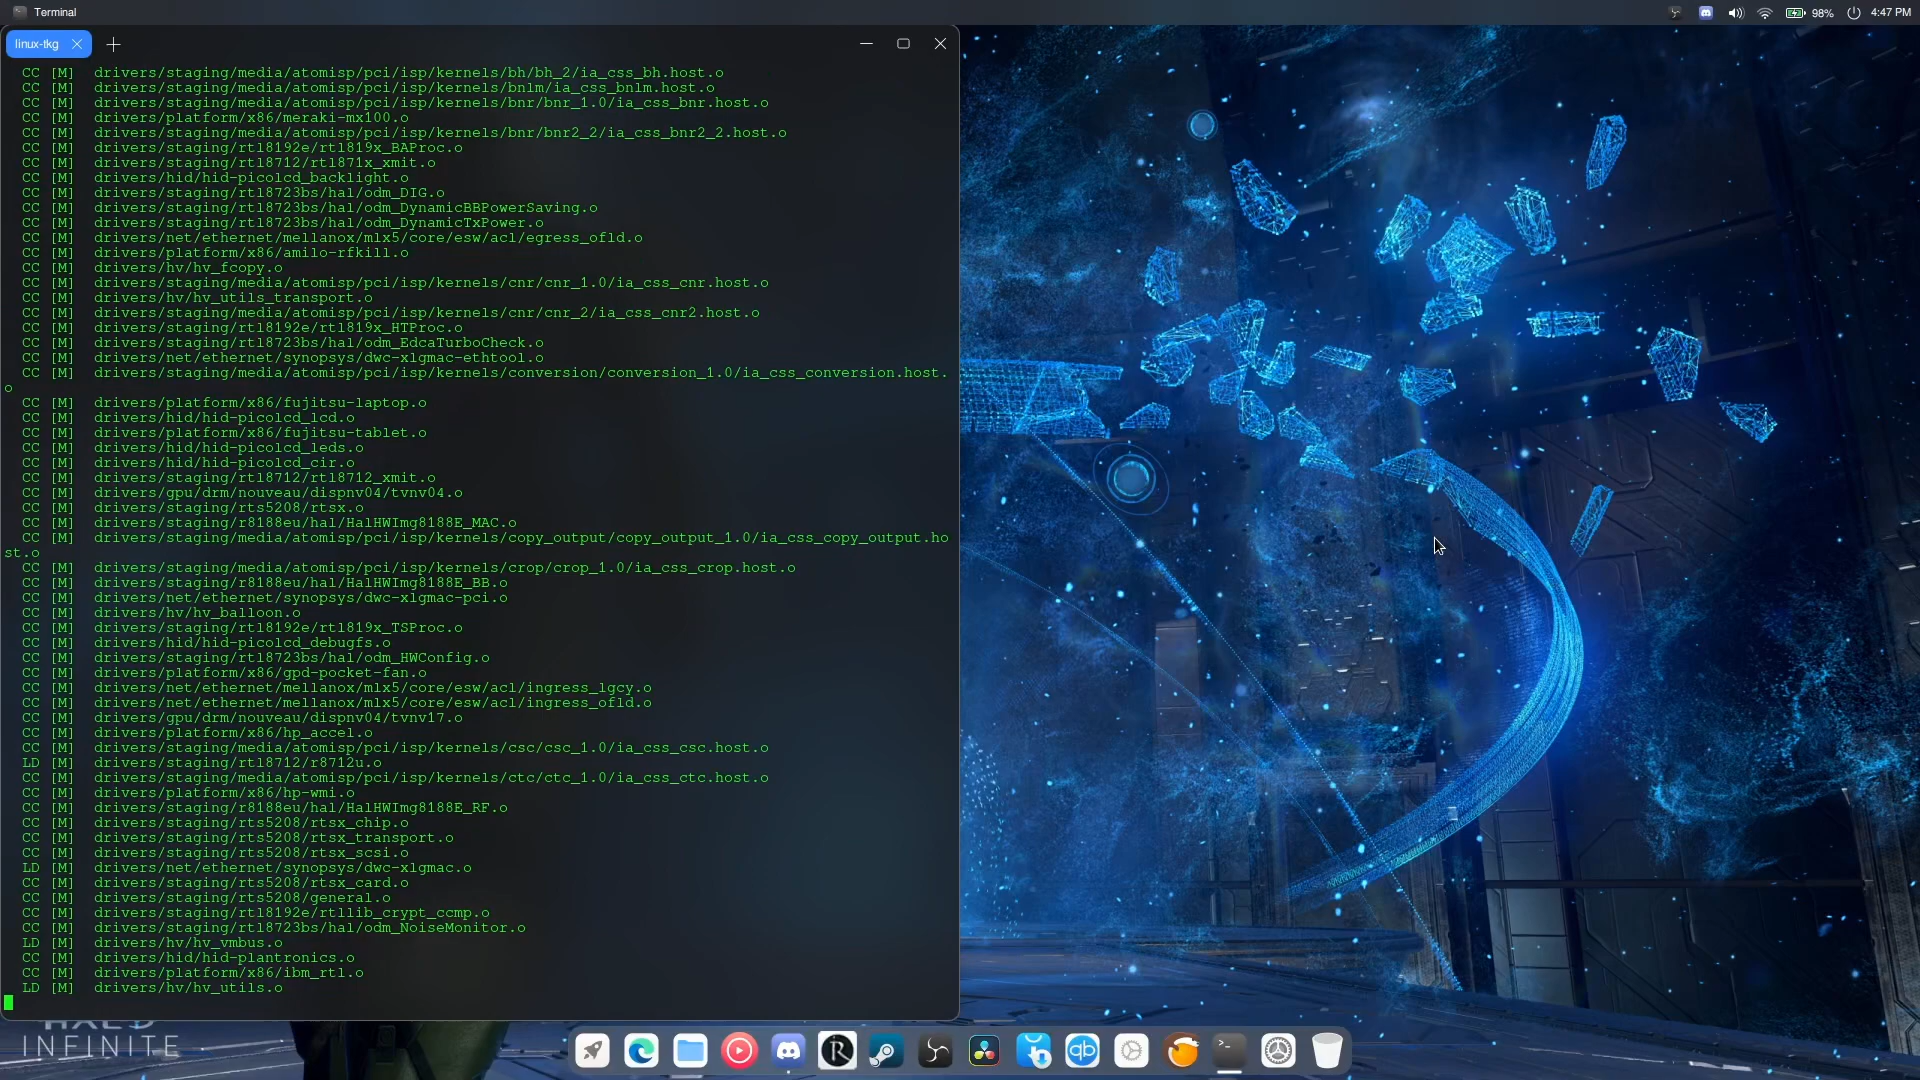 Terminal
98% 4:47 PM
linux-tkg
CC [M] drivers/staging/media/atomisp/pci/isp/kernels/bh/bh_2/ia_css_bh.host.o
CC [M] drivers/staging/media/atomisp/pci/isp/kernels/bnlm/ia_css_bnlm.host.o
CC [M] drivers/staging/media/atomisp/pci/isp/kernels/bnr/bnr_1.0/ia_css_bnr.host.o
CC [M] drivers/platform/x86/meraki-mx100.o
CC [M] drivers/staging/media/atomisp/pci/isp/kernels/bnr/bnr2_2/ia_css_bnr2_2.host.o
CC [M] drivers/staging/rtl8192e/rtl819x_BAProc.o
CC [M] drivers/staging/rtl8712/rtl871x_xmit.o
CC [M] drivers/hid/hid-picolcd_backlight.o
CC [M] drivers/staging/rtl8723bs/hal/odm_DIG.o
CC [M] drivers/staging/rtl8723bs/hal/odm_DynamicBBPowerSaving.o
CC [M] drivers/staging/rtl8723bs/hal/odm_DynamicTxPower.o
CC [M] drivers/net/ethernet/mellanox/mlx5/core/esw/acl/egress_ofld.o
CC [M] drivers/platform/x86/amilo-rfkill.o
CC [M] drivers/hv/hv_fcopy.o
CC [M] drivers/staging/media/atomisp/pci/isp/kernels/cnr/cnr_1.0/ia_css_cnr.host.o
CC [M] drivers/hv/hv_utils_transport.o
CC [M] drivers/staging/media/atomisp/pci/isp/kernels/cnr/cnr_2/ia_css_cnr2.host.o
CC [M] drivers/staging/rtl8192e/rtl819x_HTProc.o
CC [M] drivers/staging/rtl8723bs/hal/odm_EdcaTurboCheck.o
CC [M] drivers/net/ethernet/synopsys/dwc-xlgmac-ethtool.o
CC [M] drivers/staging/media/atomisp/pci/isp/kernels/conversion/conversion_1.0/ia_css_conversion.host.
o
CC [M] drivers/platform/x86/fujitsu-laptop.o
CC [M] drivers/hid/hid-picolcd_lcd.o
CC [M] drivers/platform/x86/fujitsu-tablet.o
CC [M] drivers/hid/hid-picolcd_leds.o
CC [M] drivers/hid/hid-picolcd_cir.o
CC [M] drivers/staging/rtl8712/rtl8712_xmit.o
CC [M] drivers/gpu/drm/nouveau/dispnv04/tvnv04.o
CC [M] drivers/staging/rts5208/rtsx.o
CC [M] drivers/staging/r8188eu/hal/HalHWImg8188E_MAC.o
CC [M] drivers/staging/media/atomisp/pci/isp/kernels/copy_output/copy_output_1.0/ia_css_copy_output.ho
st.o
CC [M] drivers/staging/media/atomisp/pci/isp/kernels/crop/crop_1.0/ia_css_crop.host.o
CC [M] drivers/staging/r8188eu/hal/HalHWImg8188E_BB.o
CC [M] drivers/net/ethernet/synopsys/dwc-xlgmac-pci.o
CC [M] drivers/hv/hv_balloon.o
CC [M] drivers/staging/rtl8192e/rtl819x_TSProc.o
CC [M] drivers/hid/hid-picolcd_debugfs.o
CC [M] drivers/staging/rtl8723bs/hal/odm_HWConfig.o
CC [M] drivers/platform/x86/gpd-pocket-fan.o
CC [M] drivers/net/ethernet/mellanox/mlx5/core/esw/acl/ingress_lgcy.o
CC [M] drivers/net/ethernet/mellanox/mlx5/core/esw/acl/ingress_ofld.o
CC [M] drivers/gpu/drm/nouveau/dispnv04/tvnv17.o
CC [M] drivers/platform/x86/hp_accel.o
CC [M] drivers/staging/media/atomisp/pci/isp/kernels/csc/csc_1.0/ia_css_csc.host.o
LD [M] drivers/staging/rtl8712/r8712u.o
CC [M] drivers/staging/media/atomisp/pci/isp/kernels/ctc/ctc_1.0/ia_css_ctc.host.o
CC [M] drivers/platform/x86/hp-wmi.o
CC [M] drivers/staging/r8188eu/hal/HalHWImg8188E_RF.o
CC [M] drivers/staging/rts5208/rtsx_chip.o
CC [M] drivers/staging/rts5208/rtsx_transport.o
CC [M] drivers/staging/rts5208/rtsx_scsi.o
LD [M] drivers/net/ethernet/synopsys/dwc-xlgmac.o
CC [M] drivers/staging/rts5208/rtsx_card.o
CC [M] drivers/staging/rts5208/general.o
CC [M] drivers/staging/rtl8192e/rtllib_crypt_ccmp.o
CC [M] drivers/staging/rtl8723bs/hal/odm_NoiseMonitor.o
LD [M] drivers/hv/hv_vmbus.o
CC [M] drivers/hid/hid-plantronics.o
CC [M] drivers/platform/x86/ibm_rtl.o
LD [M] drivers/hv/hv_utils.o
HALO
INFINITE
qb